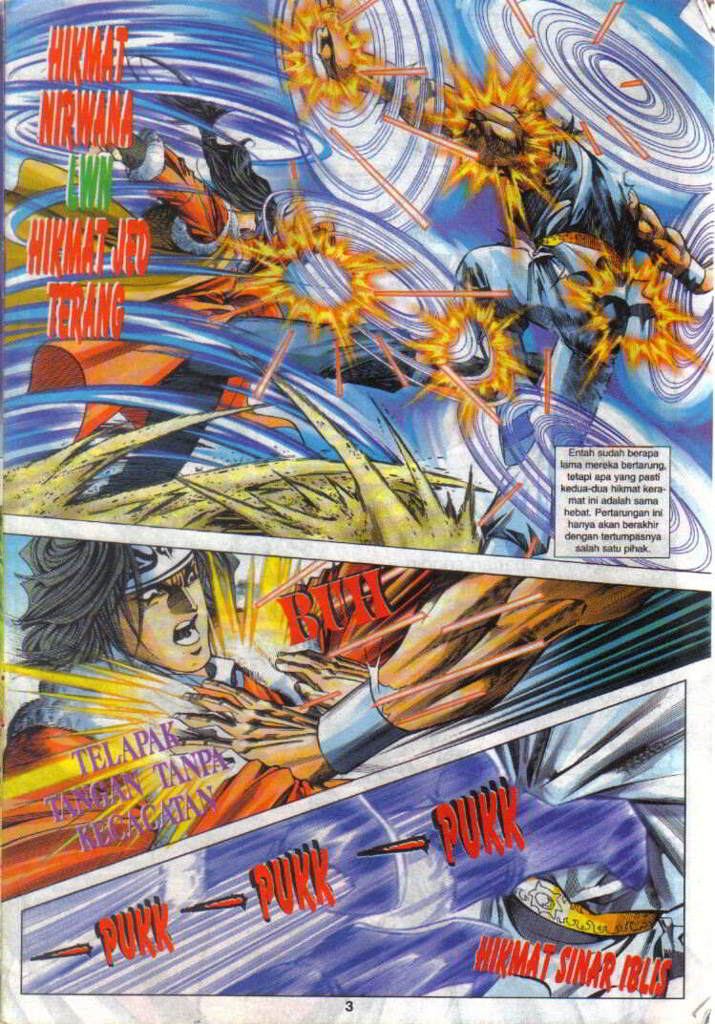 HIKMAT
NIRWANA
LWN
HIKMAT UFO
TERANG
Entah sudah berapa
lama mereka bertarung,
tetapi apa yang pasti
kedua-dua hikmat kera-
mat ini adalah sama
hebat. Pertarungan ini
hanya akan berakhir
dengan tertumpasnya
salah satu pihak.
BUH
TELAPAK
TANGAN TANPA
KECACATAN
PUKK
PUKK
PUKK
HIKMAT SINAR IBLIS
3